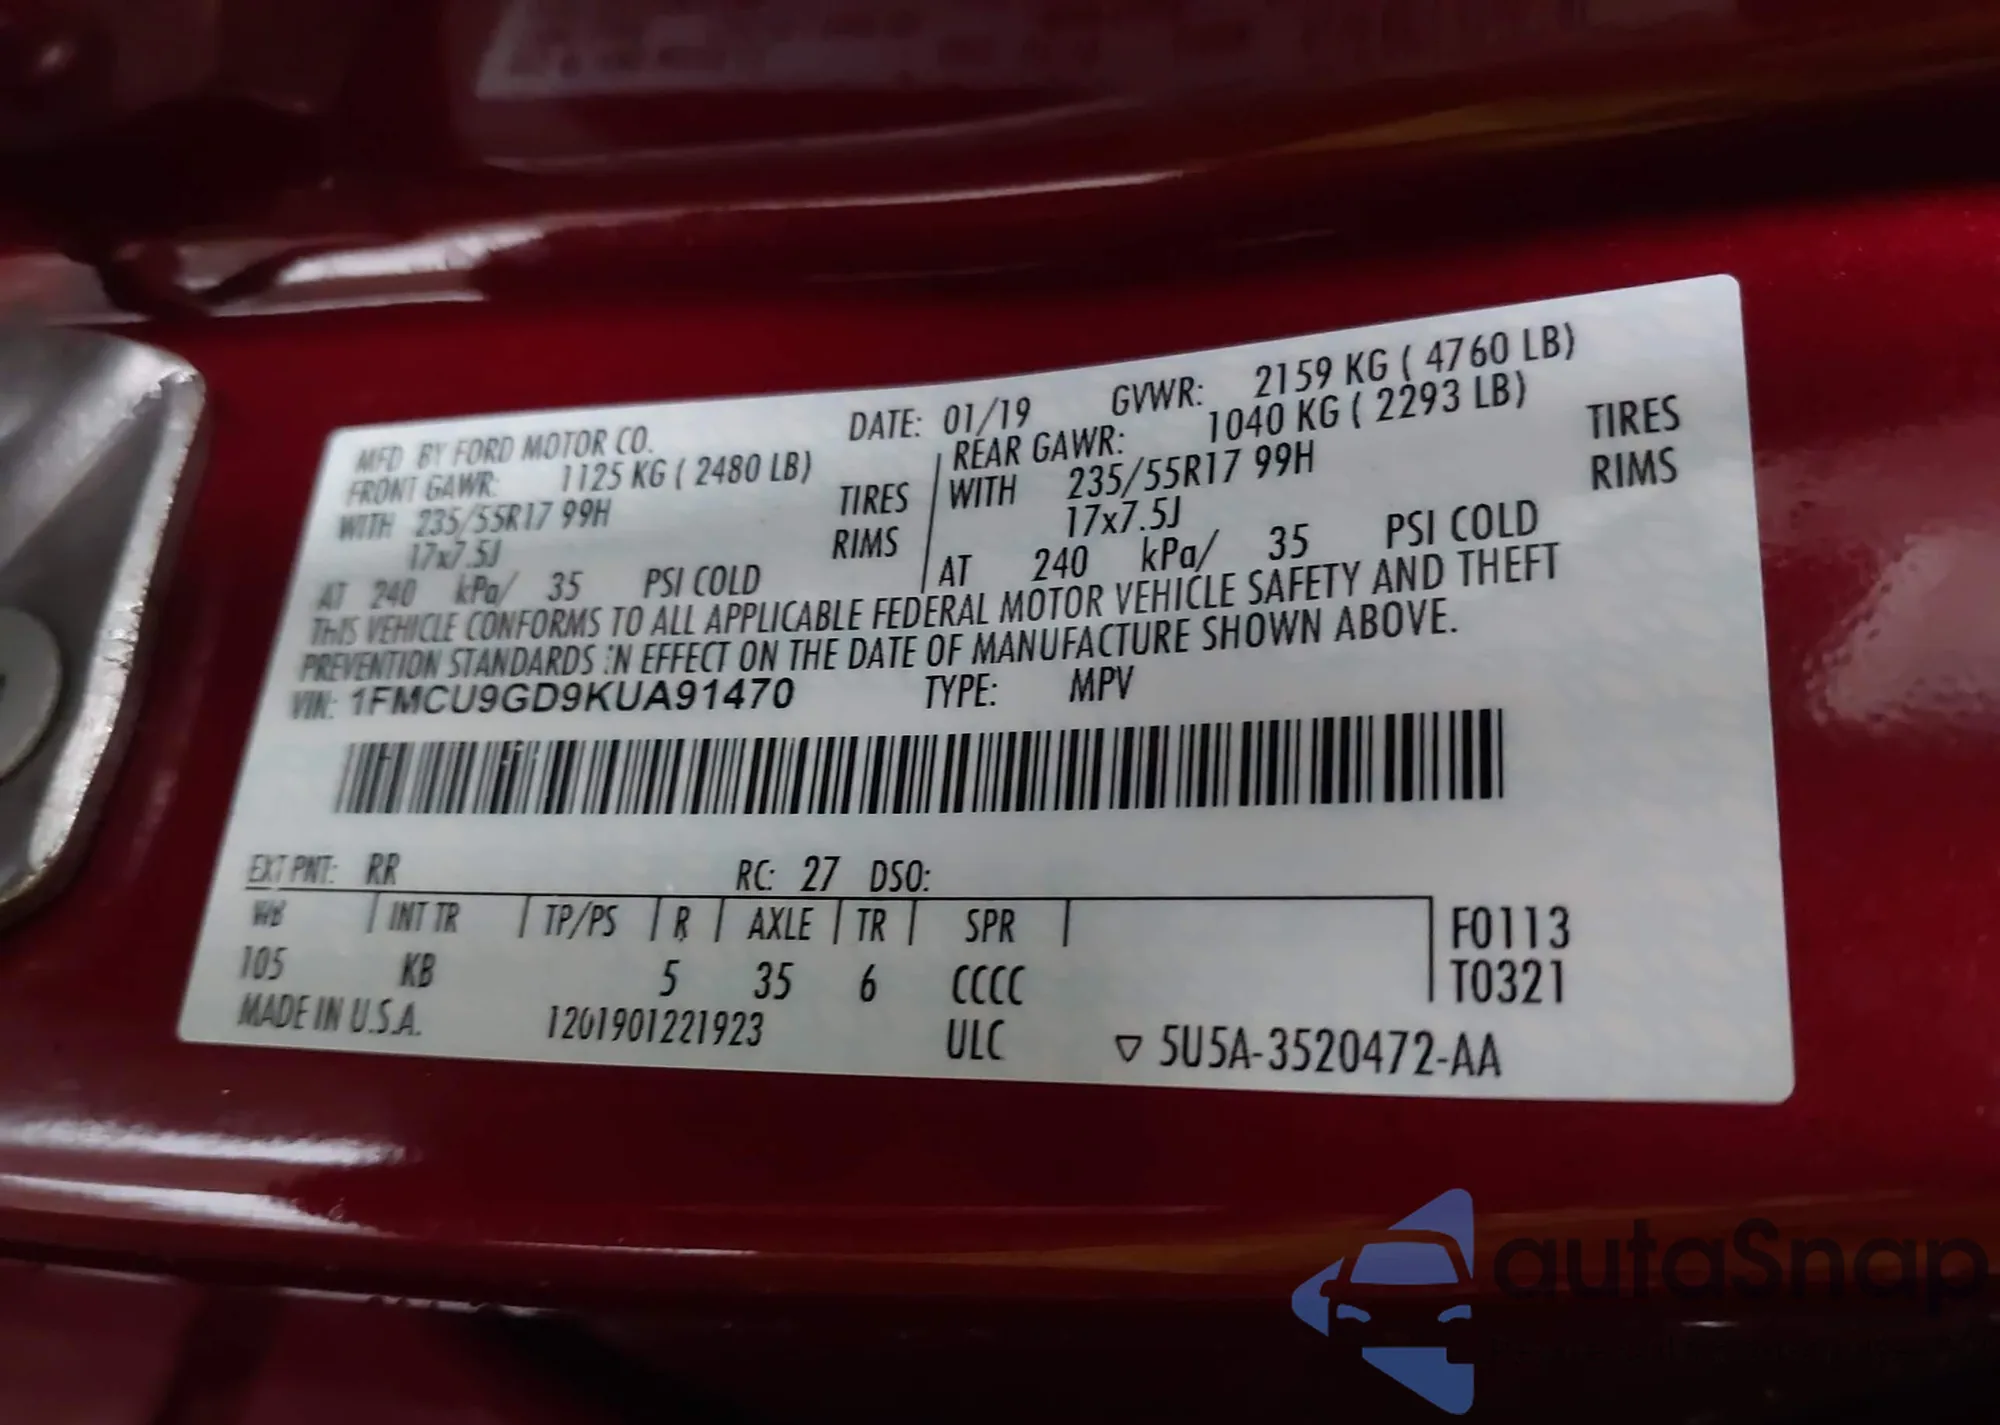 MFD BY FORD MOTOR CO. DATE: 01/19 GVWR: 2159 KG ( 4760 LB)
FRONT GAWR: 1125 KG ( 2480 LB) REAR GAWR: 1040 KG ( 2293 LB)
WITH 235/55R17 99H TIRES WITH 235/55R17 99H TIRES
17x7.5J RIMS 17x7.5J RIMS
AT 240 kPa/ 35 PSI COLD AT 240 kPa/ 35 PSI COLD
THIS VEHICLE CONFORMS TO ALL APPLICABLE FEDERAL MOTOR VEHICLE SAFETY AND THEFT
PREVENTION STANDARDS IN EFFECT ON THE DATE OF MANUFACTURE SHOWN ABOVE.
VIN: 1FMCU9GD9KUA91470 TYPE: MPV
EXT PNT: RR RC: 27 DSO:
WB INT TR TP/PS R AXLE TR SPR F0113
105 KB 5 35 6 CCCC T0321
MADE IN U.S.A. 1201901221923 ULC ▽ 5U5A-3520472-AA
autaSnap